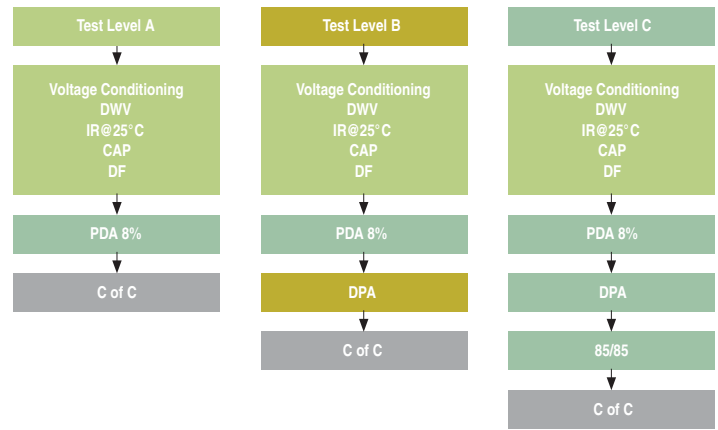 Test Level A
Voltage Conditioning
DWV
IR@25°C
CAP
DF
PDA 8%
C of C
Test Level B
Voltage Conditioning
DWV
IR@25°C
CAP
DF
PDA 8%
DPA
C of C
Test Level C
Voltage Conditioning
DWV
IR@25°C
CAP
DF
PDA 8%
DPA
85/85
C of C